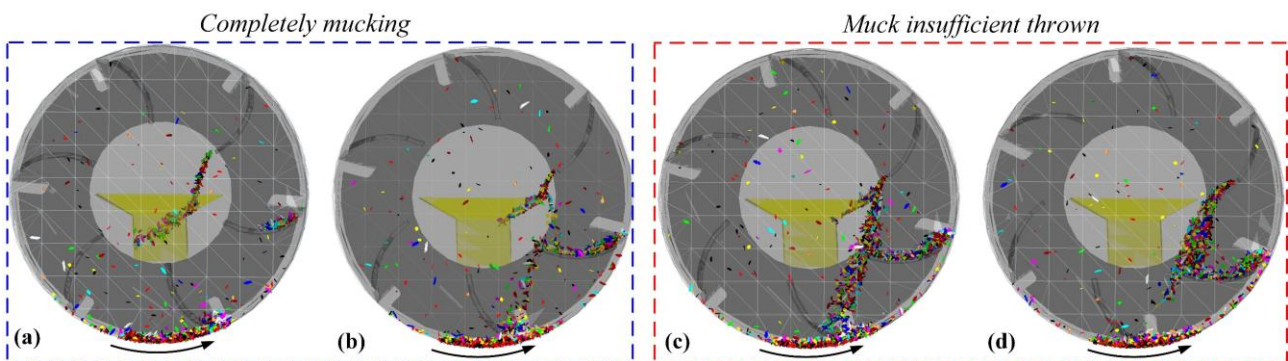 Completely mucking
Muck insufficient thrown
(a)
(b)
(c)
(d)